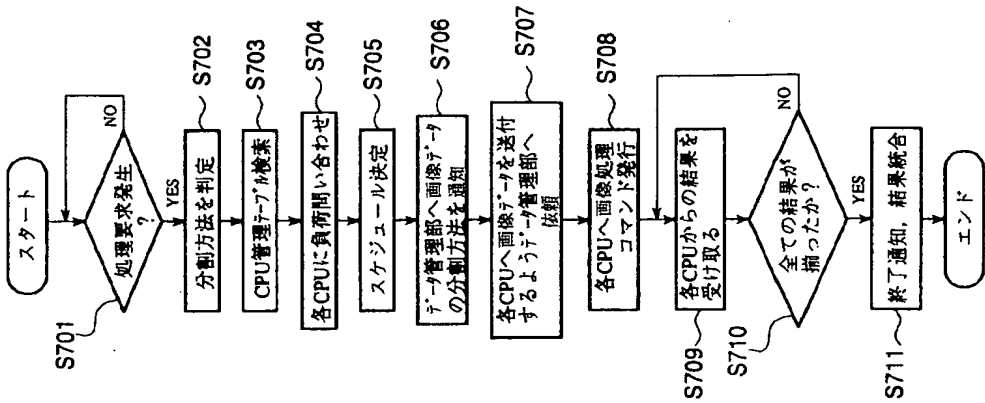 スタート
S701
処理要求発生
?
NO
YES
分割方法を判定
S702
CPU管理テーブル検索
S703
各CPUに負荷問い合わせ
S704
スケジュール決定
S705
データ管理部へ画像データ
の分割方法を通知
S706
各CPUへ画像データを送付
するようデータ管理部へ
依頼
S707
各CPUへ画像処理
コマンド発行
S708
各CPUからの結果を
受け取る
S709
全ての結果が
揃ったか?
S710
NO
YES
終了通知,結果統合
S711
エンド